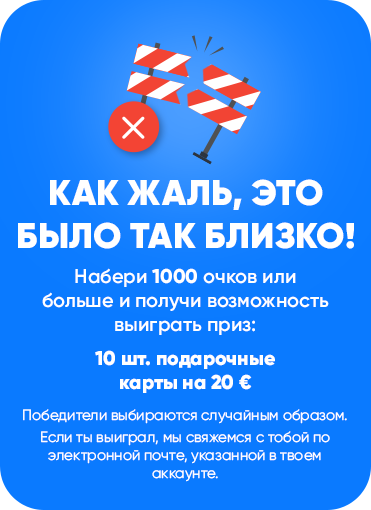 КАК ЖАЛЬ, ЭТО
БЫЛО ТАК БЛИЗКО!
Набери 1000 очков или
больше и получи возможность
выиграть приз:
10 шт. подарочные
карты на 20 €
Победители выбираются случайным образом.
Если ты выиграл, мы свяжемся с тобой по
электронной почте, указанной в твоем
аккаунте.